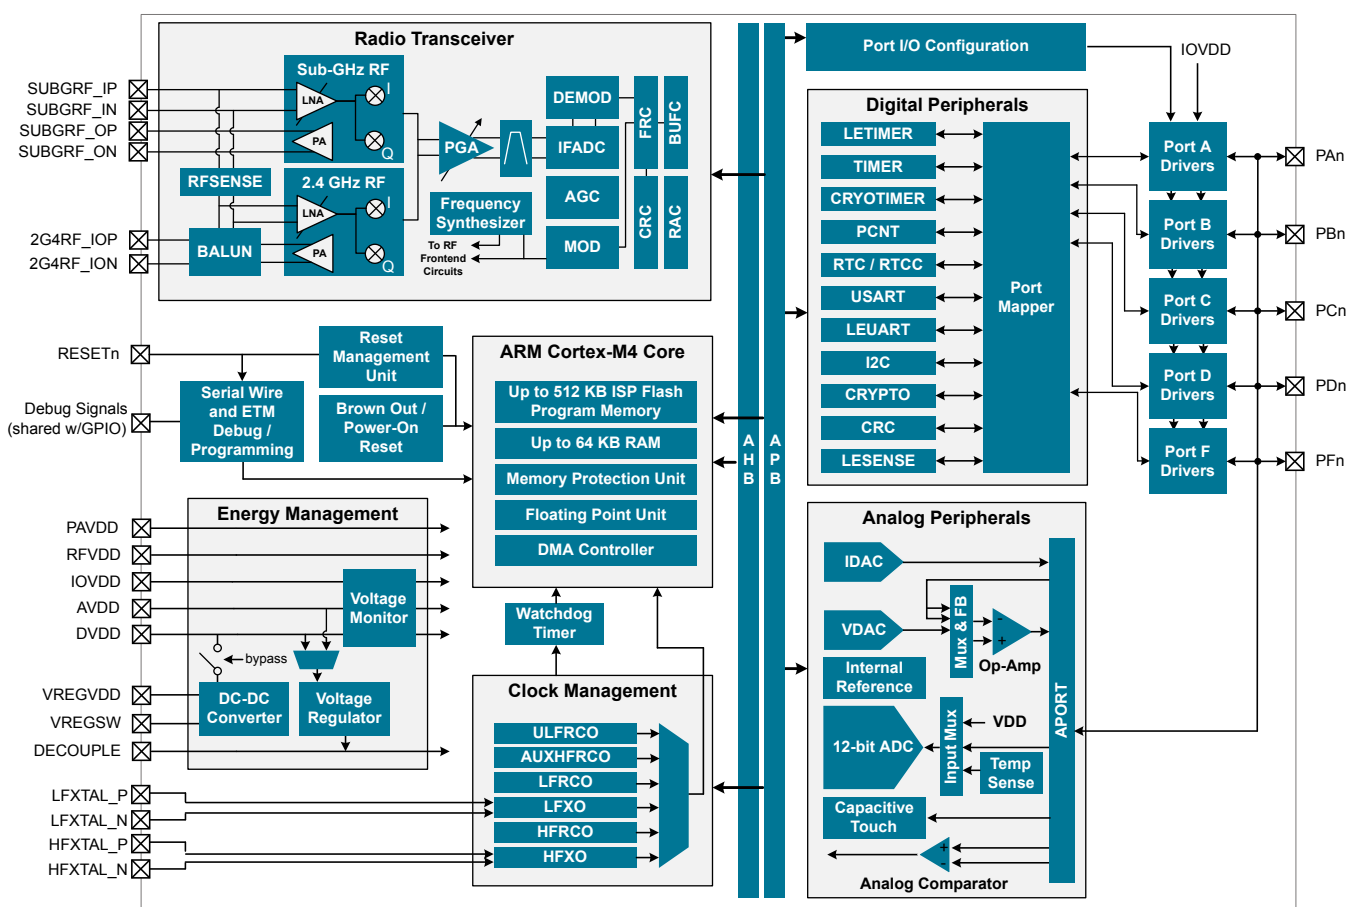 Radio Transceiver
SUBGRF_IP
SUBGRF_IN
SUBGRF_OP
SUBGRF_ON
2G4RF_IOP
2G4RF_ION
Sub-GHz RF
LNA
I
PA
Q
RFSENSE
2.4 GHz RF
LNA
I
PA
Q
BALUN
PGA
Frequency
Synthesizer
To RF
Frontend
Circuits
DEMOD
IFADC
AGC
MOD
FRC
BUFC
CRC
RAC
RESETn
Debug Signals
(shared w/GPIO)
Reset
Management
Unit
Serial Wire
and ETM
Debug /
Programming
Brown Out /
Power-On
Reset
ARM Cortex-M4 Core
Up to 512 KB ISP Flash
Program Memory
Up to 64 KB RAM
Memory Protection Unit
Floating Point Unit
DMA Controller
Watchdog
Timer
Energy Management
PAVDD
RFVDD
IOVDD
AVDD
DVDD
VREGVDD
VREGSW
DECOUPLE
Voltage
Monitor
bypass
DC-DC
Converter
Voltage
Regulator
Clock Management
LFXTAL_P
LFXTAL_N
HFXTAL_P
HFXTAL_N
ULFRCO
AUXHFRCO
LFRCO
LFXO
HFRCO
HFXO
AHB
APB
Port I/O Configuration
IOVDD
Digital Peripherals
LETIMER
TIMER
CRYOTIMER
PCNT
RTC / RTCC
USART
LEUART
I2C
CRYPTO
CRC
LESENSE
Port
Mapper
Port A
Drivers
Port B
Drivers
Port C
Drivers
Port D
Drivers
Port F
Drivers
PAn
PBn
PCn
PDn
PFn
Analog Peripherals
IDAC
VDAC
Mux & FB
-
+
Op-Amp
Internal
Reference
12-bit ADC
Input Mux
VDD
Temp
Sense
Capacitive
Touch
+
-
Analog Comparator
APORT